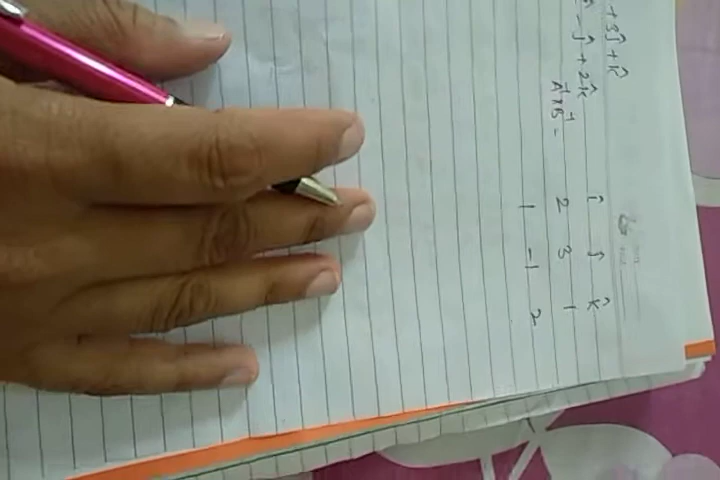 + 3ĵ + k̂
- ĵ + 2k̂
A⃗×B⃗ =
î ĵ k̂
2 3 1
1 -1 2